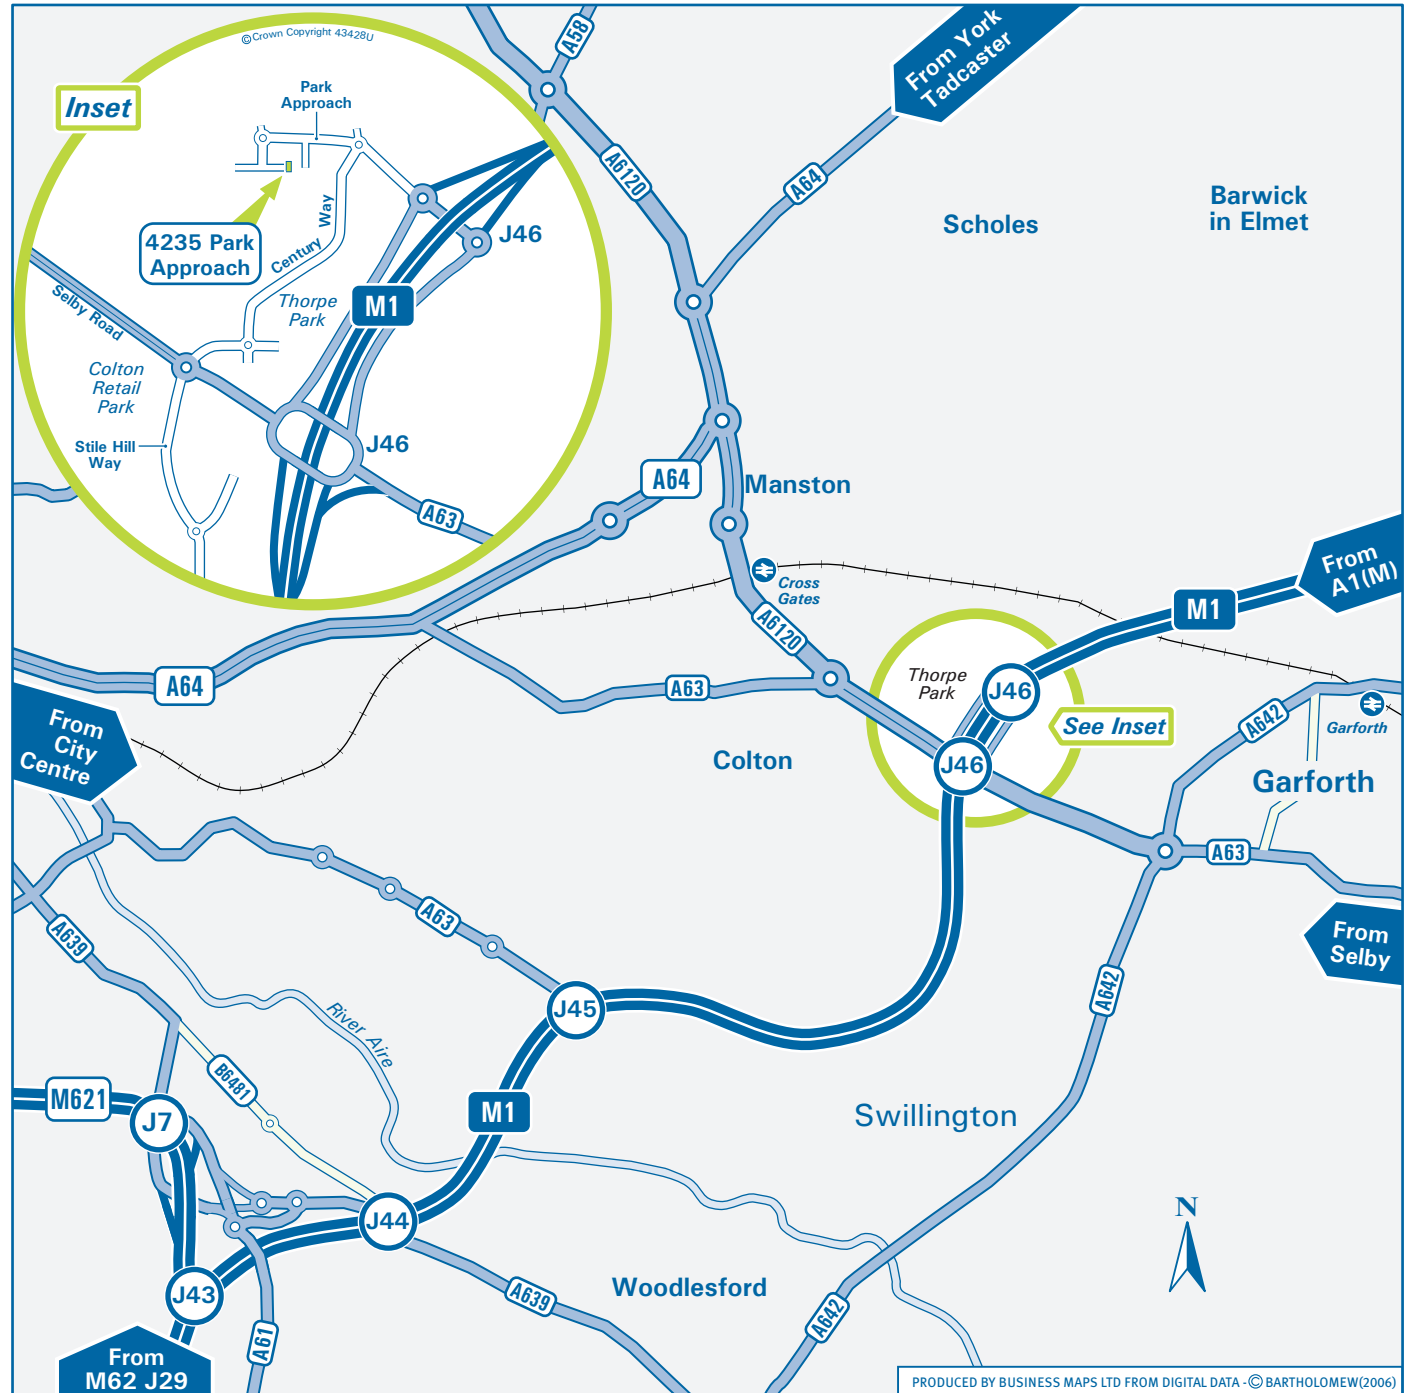 © Crown Copyright 43428U
Inset
Park
Approach
4235 Park
Approach
Century Way
J46
M1
Thorpe
Park
Selby Road
Colton
Retail
Park
Stile Hill
Way
J46
A63
A58
From York
Tadcaster
A6120
A64
Scholes
Barwick
in Elmet
A64
Manston
Cross
Gates
A6120
From
A1(M)
M1
A64
A63
Thorpe
Park
J46
See Inset
A642
Garforth
From
City
Centre
Colton
J46
Garforth
A63
A63
A639
From
Selby
A642
River Aire
J45
B6481
M621
J7
M1
Swillington
J44
N
J43
A639
Woodlesford
A642
A61
From
M62 J29
PRODUCED BY BUSINESS MAPS LTD FROM DIGITAL DATA - © BARTHOLOMEW(2006)